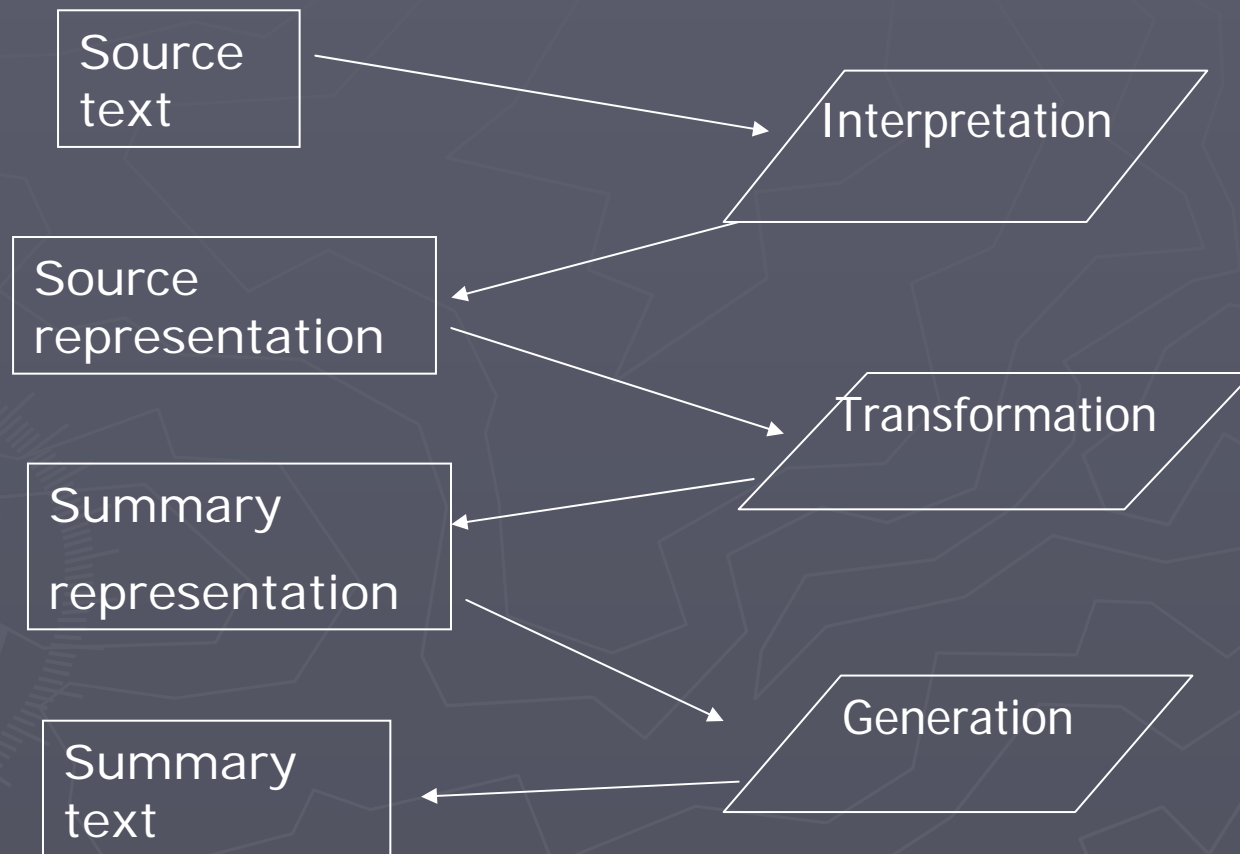 Source
text
Interpretation
Source
representation
Transformation
Summary
representation
Generation
Summary
text